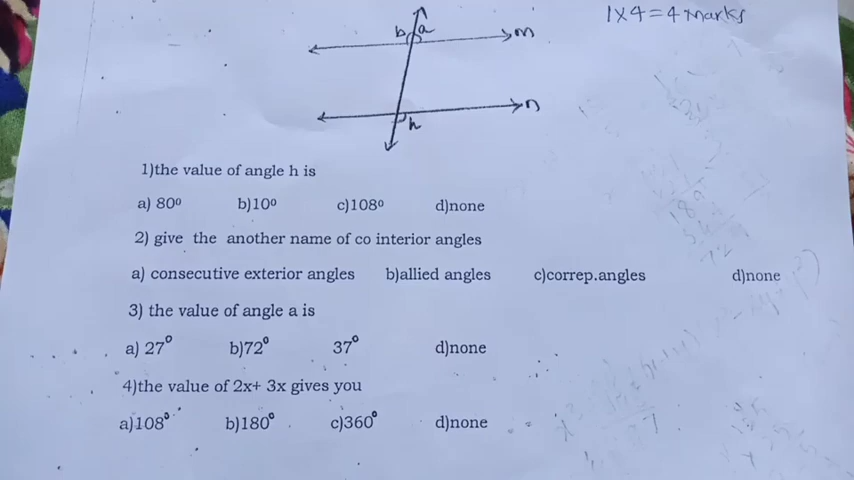 1x4=4 marks
b a m
n
h
1)the value of angle h is
a) 80⁰ b)10⁰ c)108⁰ d)none
2) give the another name of co interior angles
a) consecutive exterior angles b)allied angles c)correp.angles d)none
3) the value of angle a is
a) 27° b)72° 37° d)none
4)the value of 2x+ 3x gives you
a)108° b)180° c)360° d)none